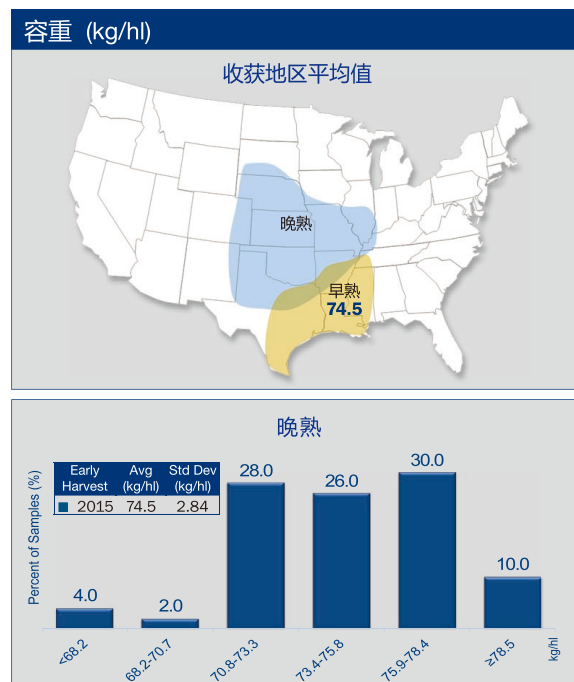 容重 (kg/hl)
收获地区平均值
晚熟
早熟
74.5
晚熟
Early Harvest Avg (kg/hl) Std Dev (kg/hl)
2015 74.5 2.84
Percent of Samples (%)
4.0 2.0 28.0 26.0 30.0 10.0
<68.2 68.2-70.7 70.8-73.3 73.4-75.8 75.9-78.4 ≥78.5
kg/hl